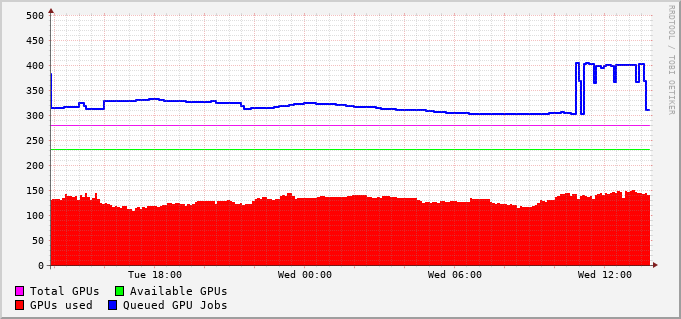 500
450
400
350
300
250
200
150
100
50
0
Tue 18:00 Wed 00:00 Wed 06:00 Wed 12:00
Total GPUs Available GPUs
GPUs used Queued GPU Jobs
RRDTOOL / TOBI OETIKER